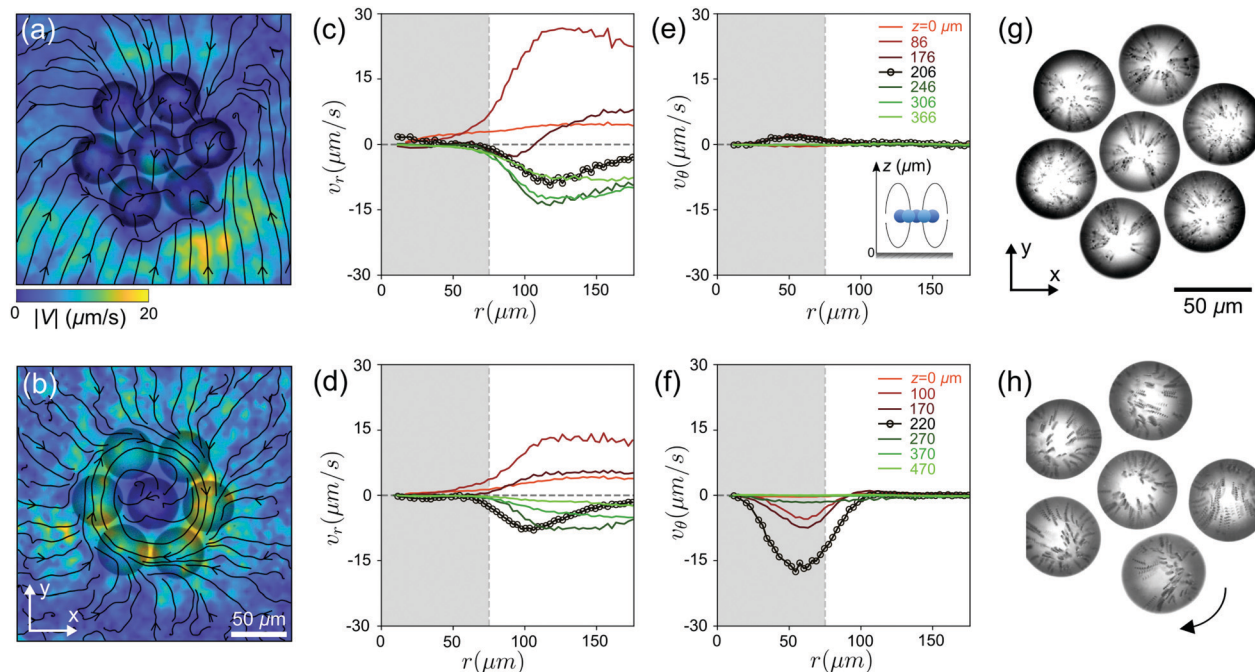 (a)
0
20
|V| (µm/s)
(c)
30
15
0
-15
-30
v_r(µm/s)
0
50
100
150
r(µm)
(e)
30
15
0
-15
-30
v_θ(µm/s)
z=0 µm
86
176
206
246
306
366
z (µm)
0
0
50
100
150
r(µm)
(g)
y
x
50 µm
(b)
y
x
50 µm
(d)
30
15
0
-15
-30
v_r(µm/s)
0
50
100
150
r(µm)
(f)
30
15
0
-15
-30
v_θ(µm/s)
z=0 µm
100
170
220
270
370
470
0
50
100
150
r(µm)
(h)